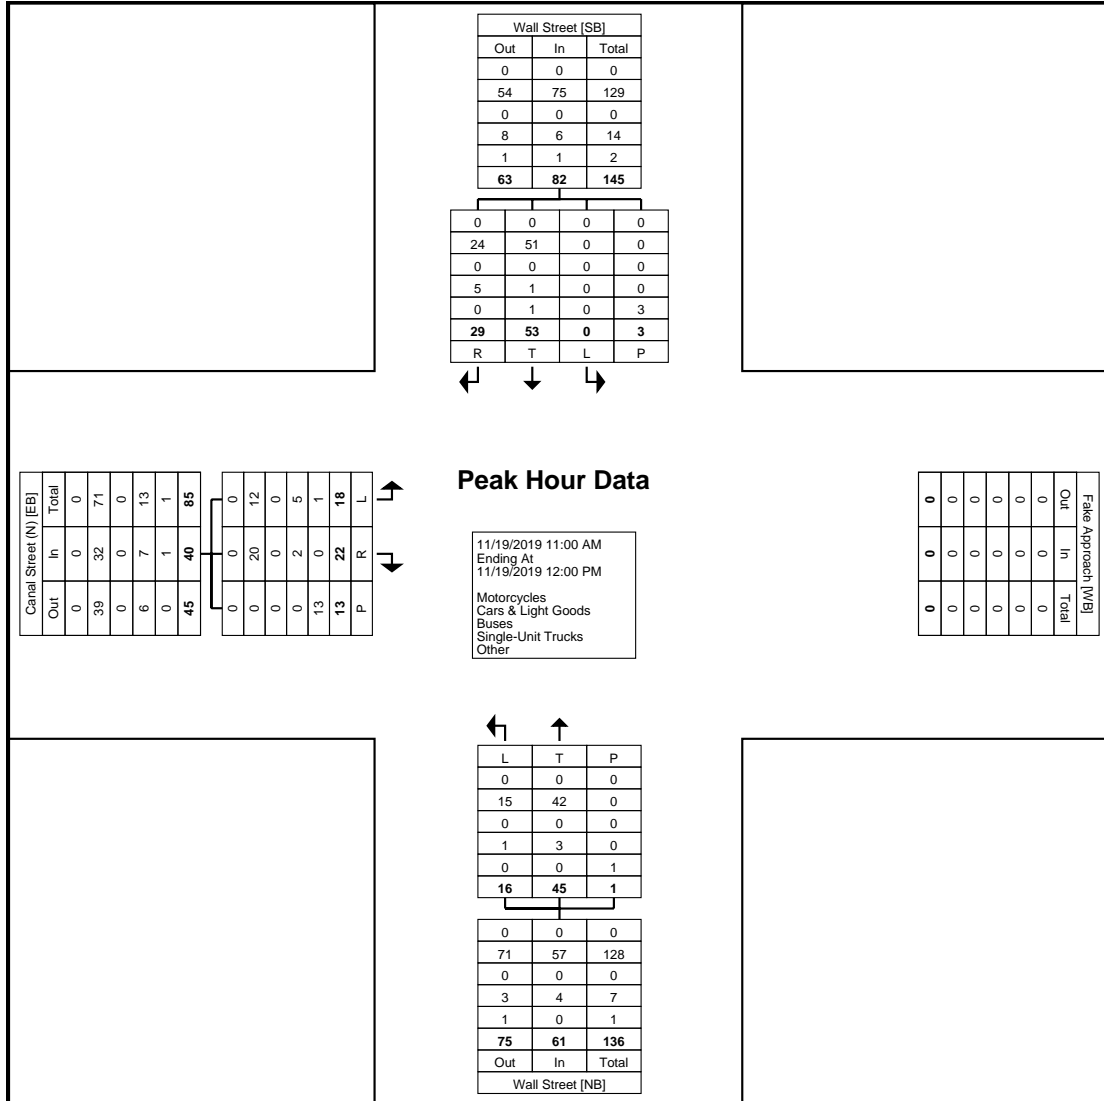 Wall Street [SB]
Out In Total
0 0 0
54 75 129
0 0 0
8 6 14
1 1 2
63 82 145
0 0 0 0
24 51 0 0
0 0 0 0
5 1 0 0
0 1 0 3
29 53 0 3
R T L P
Canal Street (N) [EB]
Out In Total
0 0 0
39 32 71
0 0 0
6 7 13
0 1 1
45 40 85
0 0 0
0 20 12
0 0 0
0 2 5
13 0 1
13 22 18
P R L
Peak Hour Data
11/19/2019 11:00 AM
Ending At
11/19/2019 12:00 PM
Motorcycles
Cars & Light Goods
Buses
Single-Unit Trucks
Other
Fake Approach [WB]
Out In Total
0 0 0
0 0 0
0 0 0
0 0 0
0 0 0
0 0 0
L T P
0 0 0
15 42 0
0 0 0
1 3 0
0 0 1
16 45 1
0 0 0
71 57 128
0 0 0
3 4 7
1 0 1
75 61 136
Out In Total
Wall Street [NB]